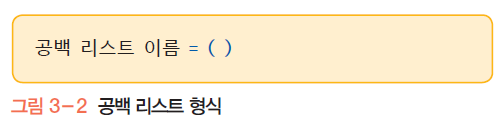 공백 리스트 이름 = ( )
그림 3-2 공백 리스트 형식